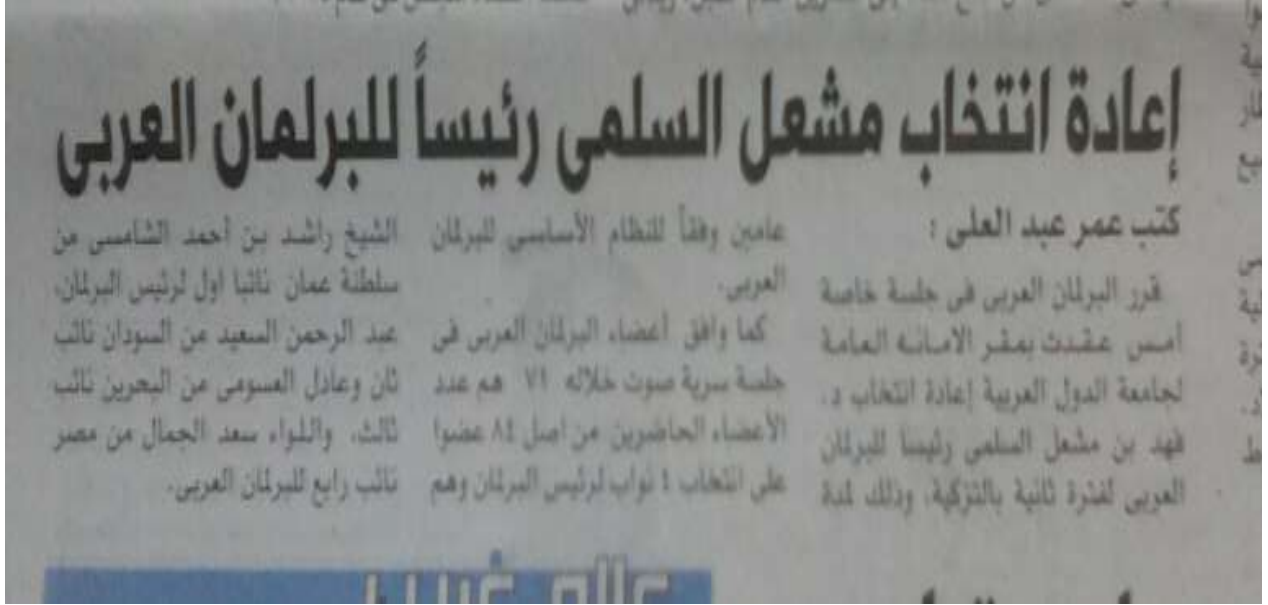 إعادة انتخاب مشعل السلمى رئيساً للبرلمان العربى
كتب عمر عبد العلى :
قرر البرلمان العربى فى جلسة خاصة
أمس عقدت بمقر الامانه العامة
لجامعة الدول العربية إعادة انتخاب د.
فهد بن مشعل السلمى رئيسا للبرلمان
العربى لفترة ثانية بالتزكية، وذلك لمدة
عامين وفقاً للنظام الأساسى للبرلمان
العربى.
كما وافق أعضاء البرلمان العربى فى
جلسة سرية صوت خلاله ٧١ هم عدد
الأعضاء الحاضرين من اصل ٨٤ عضوا
على انتخاب ٤ نواب لرئيس البرلمان وهم
الشيخ راشد بن أحمد الشامسى من
سلطنة عمان نائبا اول لرئيس البرلمان،
عبد الرحمن السعيد من السودان نائب
ثان وعادل العسومى من البحرين نائب
ثالث، واللواء سعد الجمال من مصر
نائب رابع للبرلمان العربى.